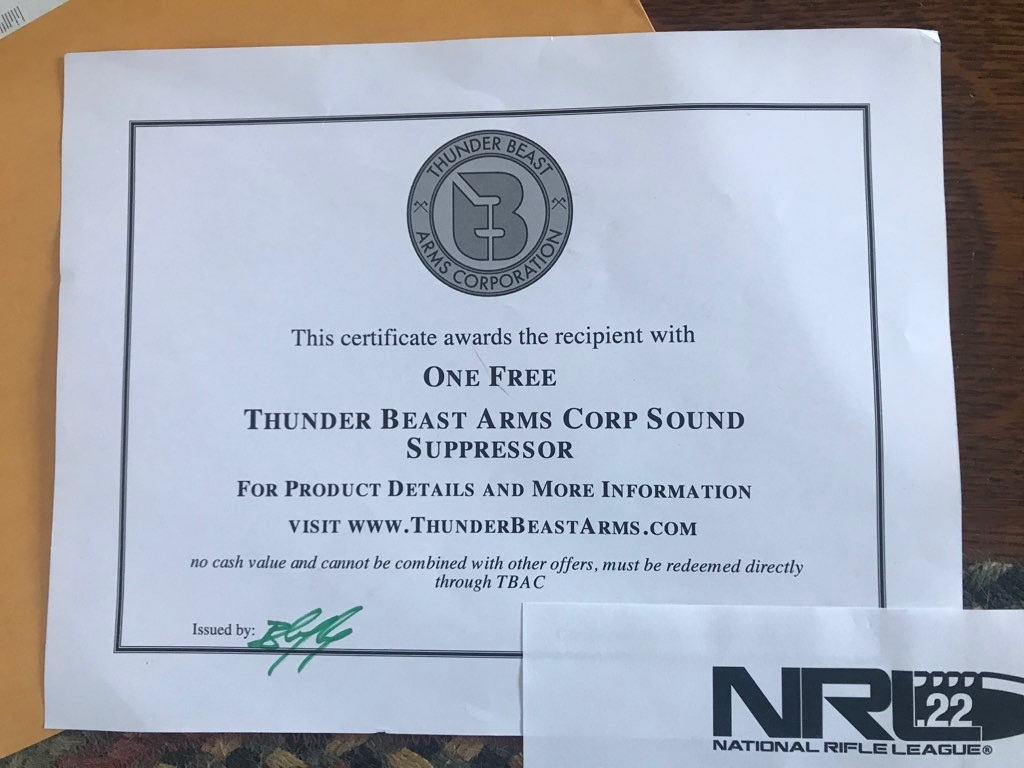 THUNDER BEAST
ARMS CORPORATION
This certificate awards the recipient with
ONE FREE
THUNDER BEAST ARMS CORP SOUND
SUPPRESSOR
FOR PRODUCT DETAILS AND MORE INFORMATION
VISIT WWW.THUNDERBEASTARMS.COM
no cash value and cannot be combined with other offers, must be redeemed directly
through TBAC
Issued by:
NRL .22
NATIONAL RIFLE LEAGUE®